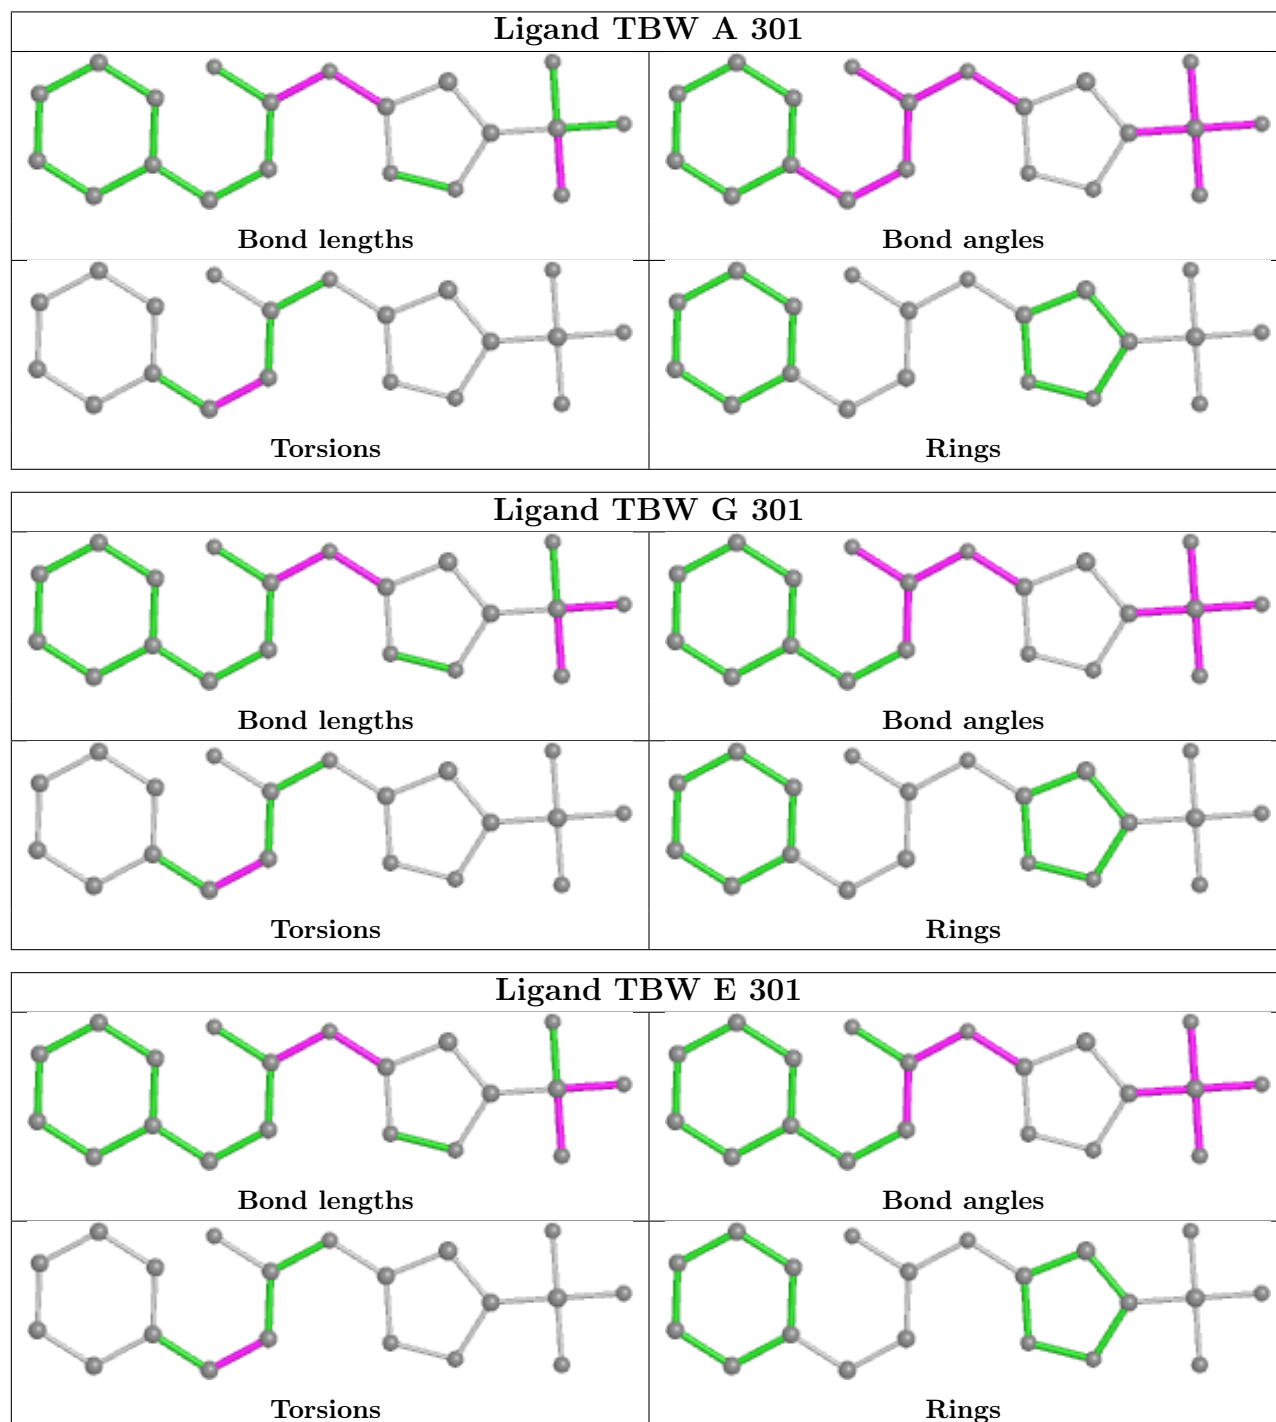 Ligand TBW A 301
Bond lengths
Bond angles
Torsions
Rings
Ligand TBW G 301
Bond lengths
Bond angles
Torsions
Rings
Ligand TBW E 301
Bond lengths
Bond angles
Torsions
Rings